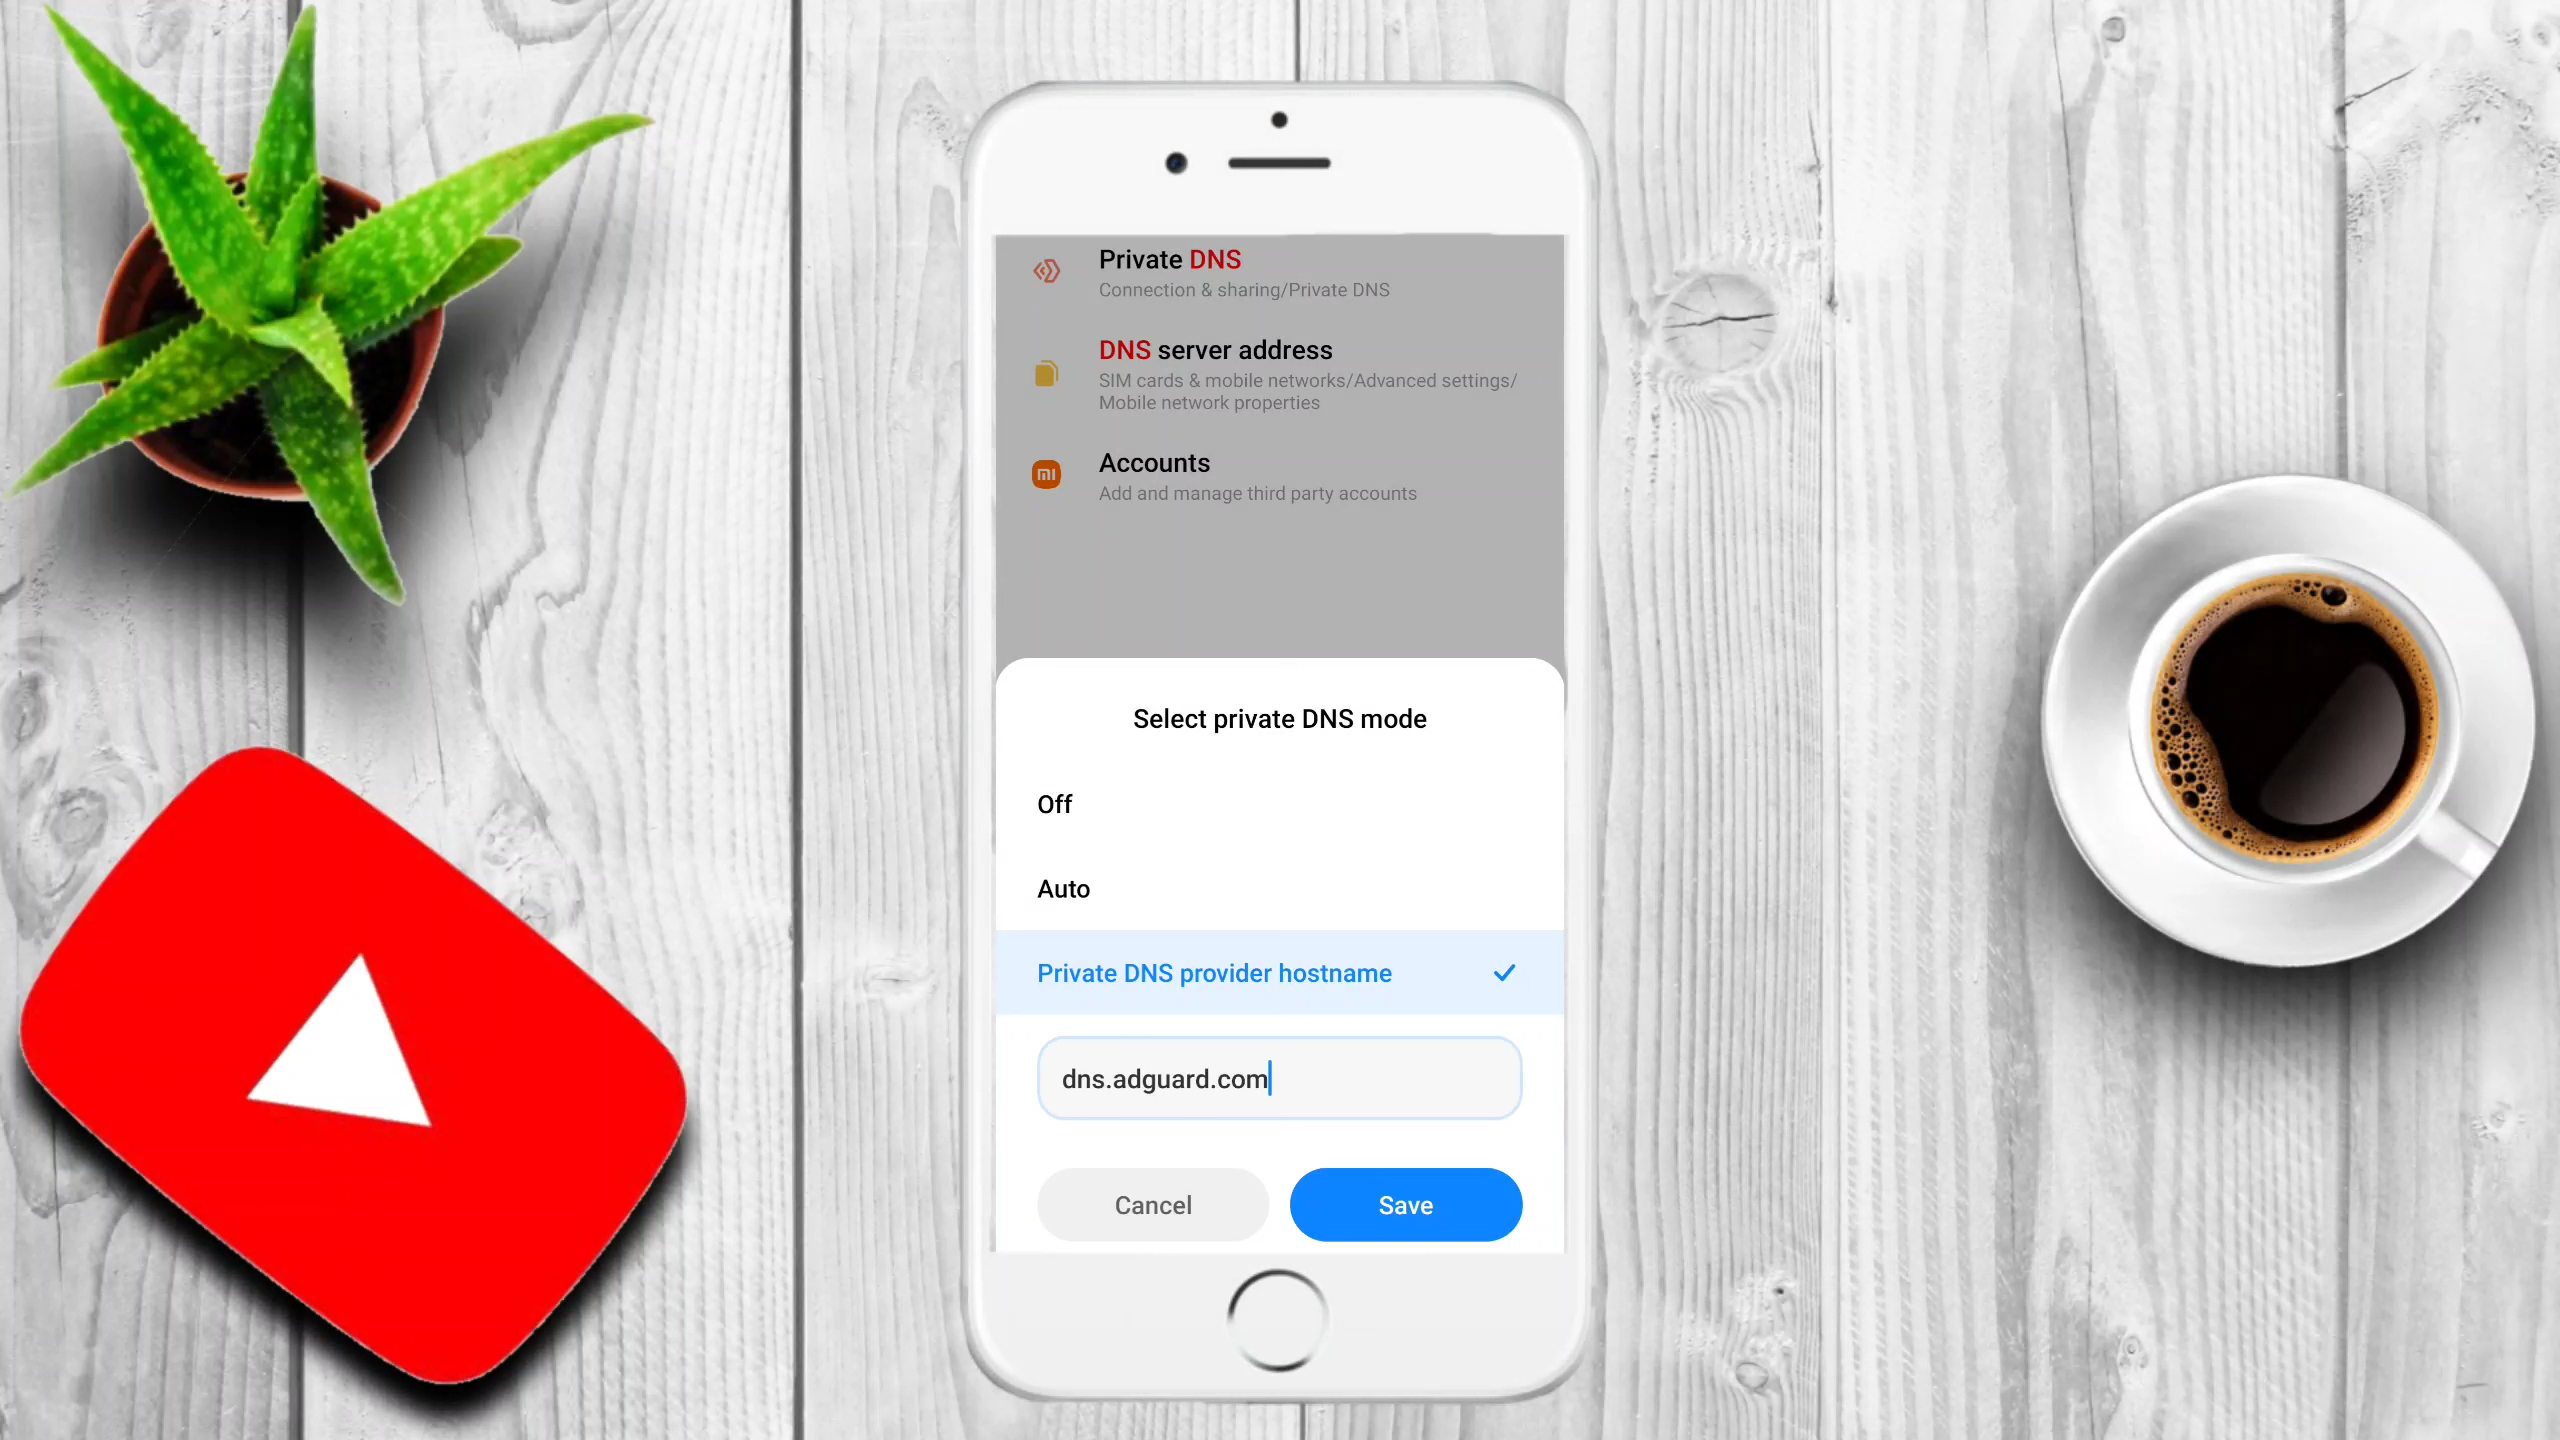 Private DNS
Connection & sharing/Private DNS
DNS server address
SIM cards & mobile networks/Advanced settings/
Mobile network properties
Accounts
Add and manage third party accounts
Select private DNS mode
Off
Auto
Private DNS provider hostname
dns.adguard.com
Cancel
Save